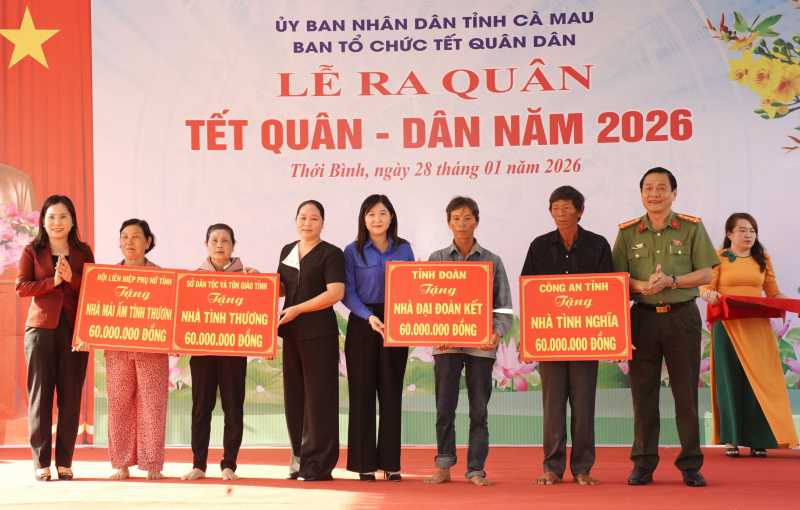 ỦY BAN NHÂN DÂN TỈNH CÀ MAU
BAN TỔ CHỨC TẾT QUÂN DÂN
LỄ RA QUÂN
TẾT QUÂN - DÂN NĂM 2026
Thới Bình, ngày 28 tháng 01 năm 2026
HỘI LIÊN HIỆP PHỤ NỮ TỈNH
Tặng
NHÀ MÁI ẤM TÌNH THƯƠNG
60.000.000 ĐỒNG
SỞ DÂN TỘC VÀ TÔN GIÁO TỈNH
Tặng
NHÀ TÌNH THƯƠNG
60.000.000 ĐỒNG
TỈNH ĐOÀN
Tặng
NHÀ ĐẠI ĐOÀN KẾT
60.000.000 ĐỒNG
CÔNG AN TỈNH
Tặng
NHÀ TÌNH NGHĨA
60.000.000 ĐỒNG